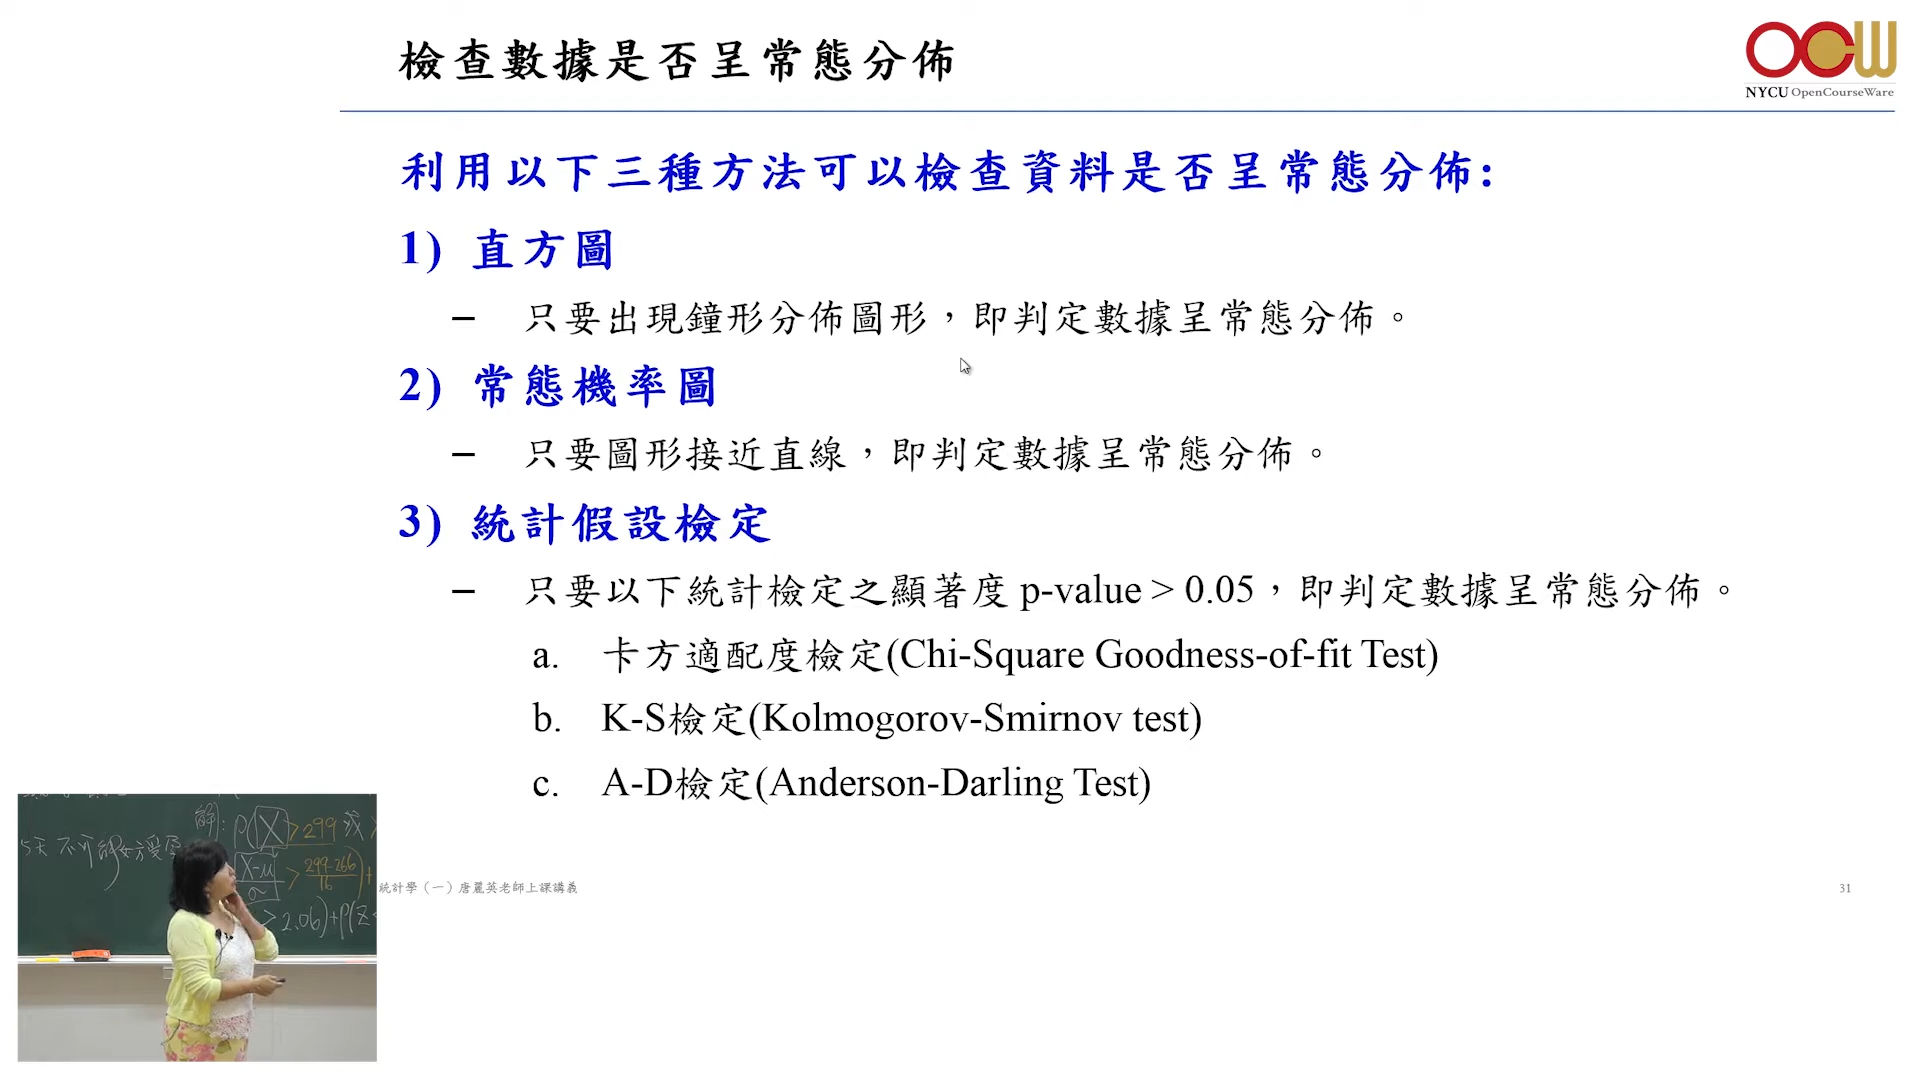 檢查數據是否呈常態分佈
OCW
NYCU OpenCourseWare
利用以下三種方法可以檢查資料是否呈常態分佈:
1) 直方圖
– 只要出現鐘形分佈圖形，即判定數據呈常態分佈。
2) 常態機率圖
– 只要圖形接近直線，即判定數據呈常態分佈。
3) 統計假設檢定
– 只要以下統計檢定之顯著度 p-value > 0.05，即判定數據呈常態分佈。
a. 卡方適配度檢定(Chi-Square Goodness-of-fit Test)
b. K-S檢定(Kolmogorov-Smirnov test)
c. A-D檢定(Anderson-Darling Test)
解: P(X > 299 或
5天 不可能
X-μ/σ > 299-266/16) +
> 2.06) + P(Z
統計學（一）唐麗英老師上課講義
31